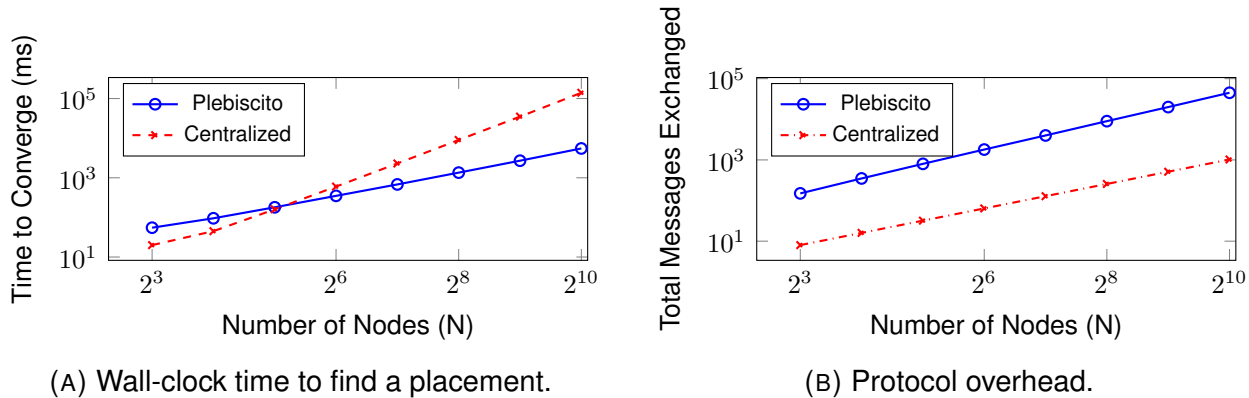 Time to Converge (ms)
10^5
10^3
10^1
Plebiscito
Centralized
2^3
2^6
2^8
2^10
Number of Nodes (N)
(A) Wall-clock time to find a placement.
Total Messages Exchanged
10^5
10^3
10^1
Plebiscito
Centralized
2^3
2^6
2^8
2^10
Number of Nodes (N)
(B) Protocol overhead.